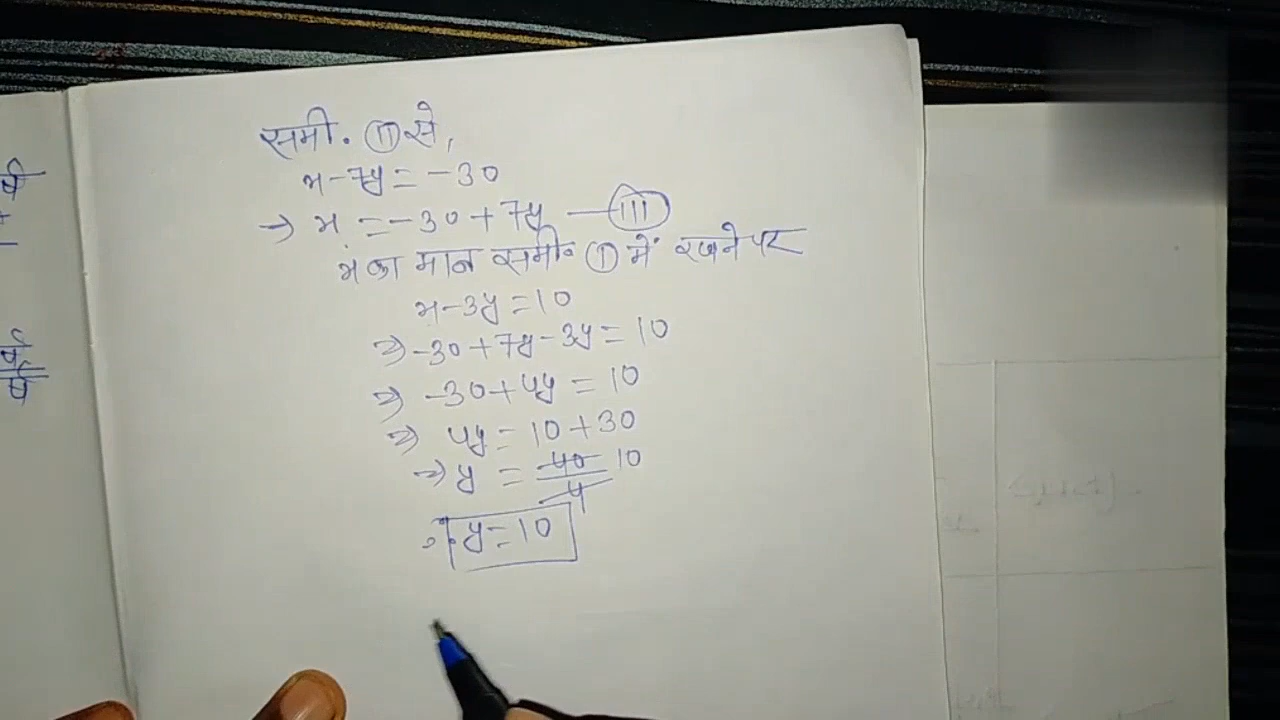 समी. (II) से,
x-7y=-30
→ x = -30+7y —(III)
x का मान समी० (I) में रखने पर
x-3y=10
⇒ -30+7y-3y=10
⇒ -30+4y=10
⇒ 4y=10+30
⇒ y = 40/4 10
∴ y=10
र्ष
र्ष
र्ष